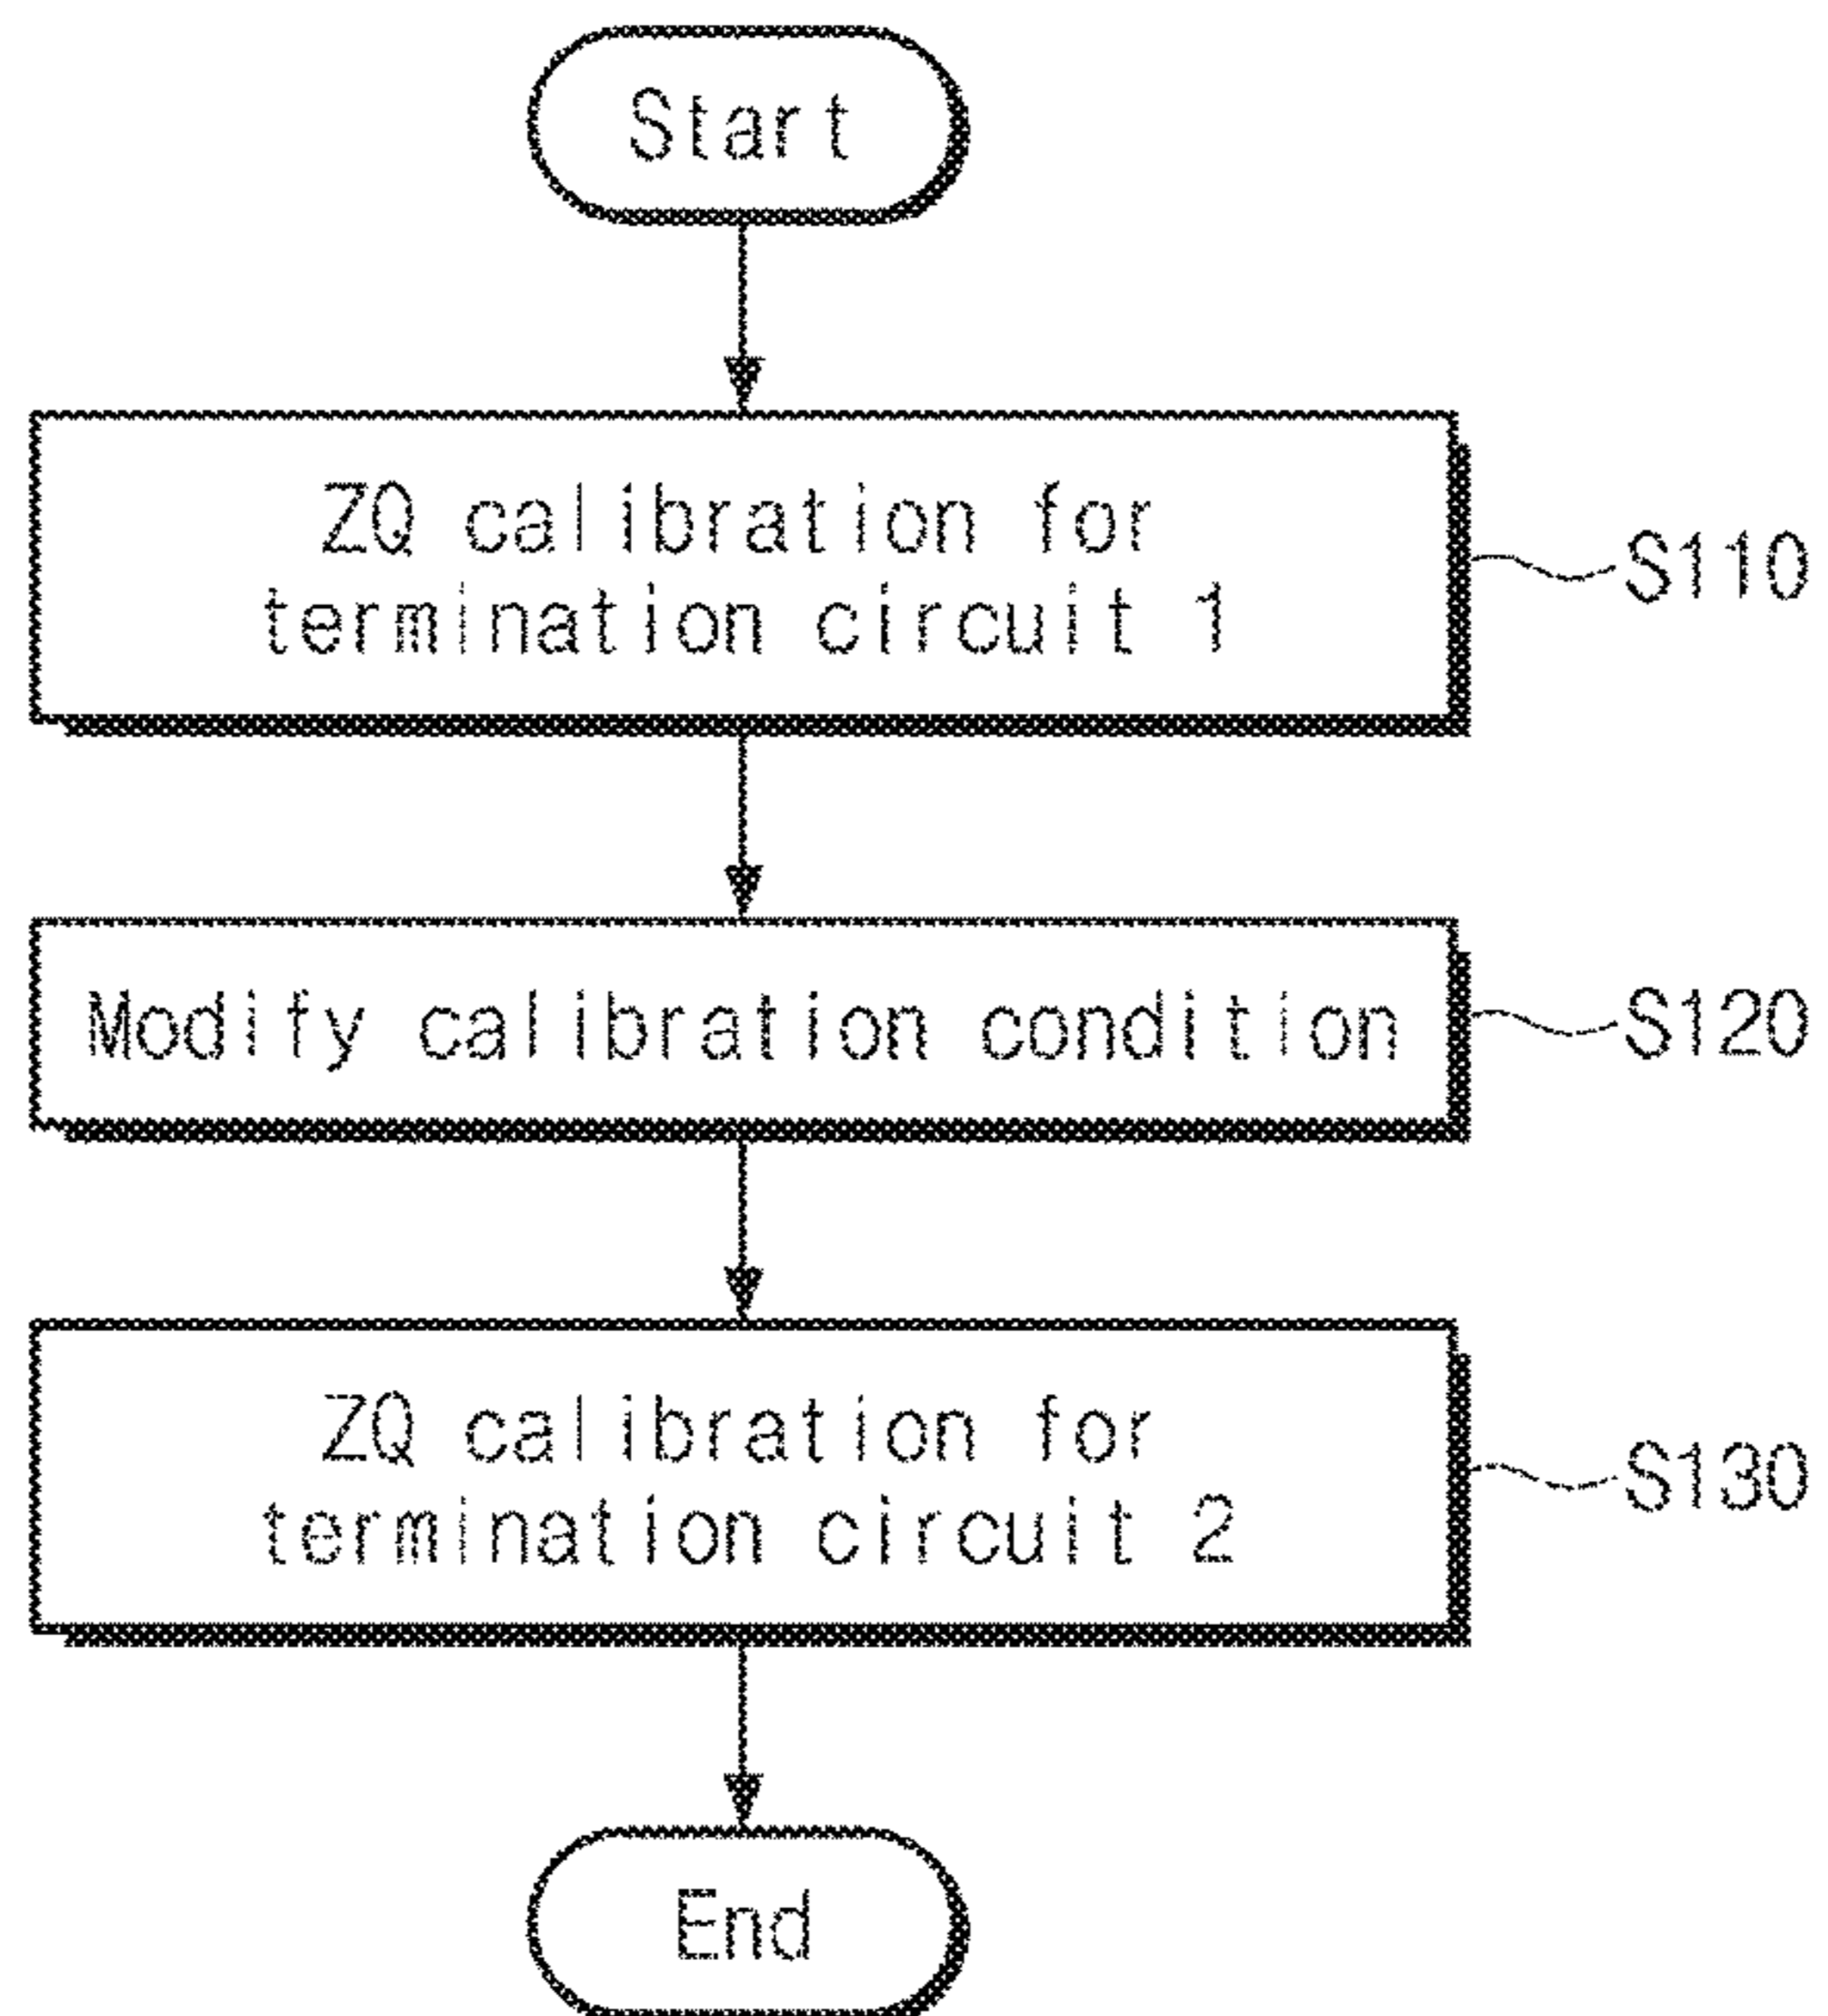 Start
ZQ calibration for
termination circuit 1
S110
Modify calibration condition
S120
ZQ calibration for
termination circuit 2
S130
End